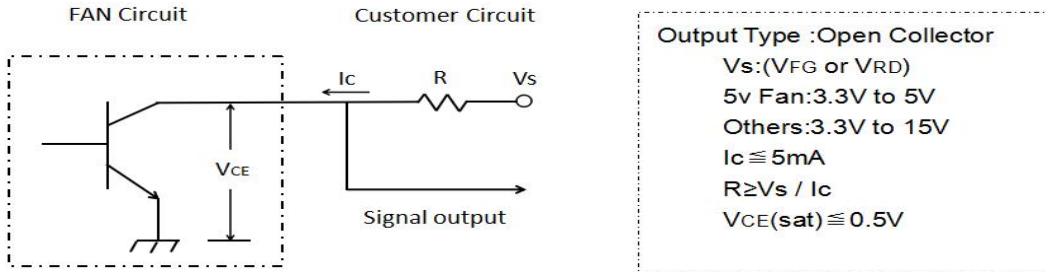 FAN Circuit
Customer Circuit
Ic
R
Vs
VCE
Signal output
Output Type :Open Collector
Vs:(VFG or VRD)
5v Fan:3.3V to 5V
Others:3.3V to 15V
Ic≦5mA
R≥Vs / Ic
VCE(sat)≦0.5V